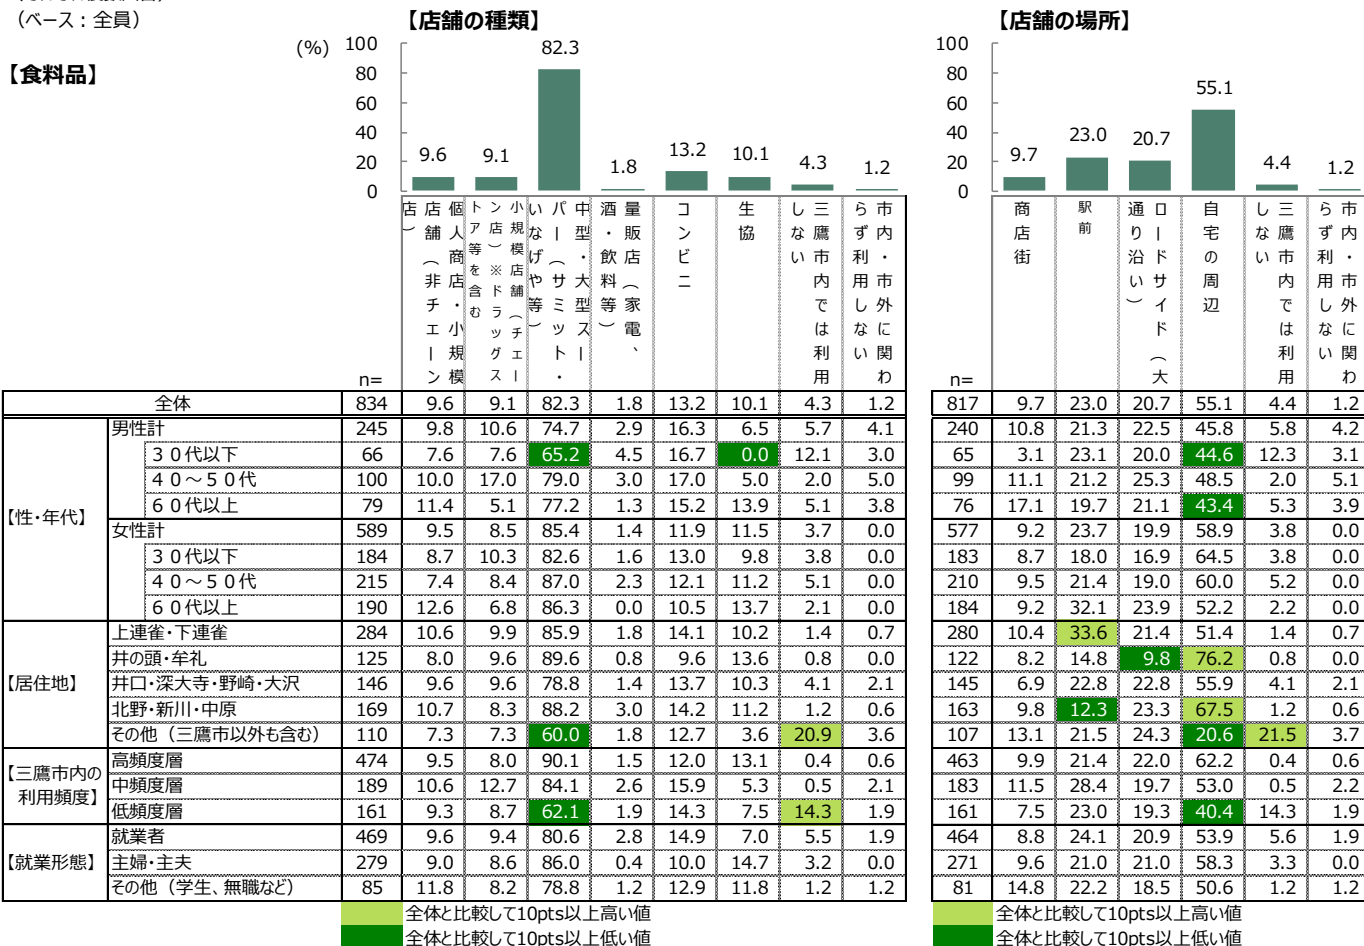 （ベース：全員）
【店舗の種類】
【店舗の場所】
(%)
【食料品】
100
80
60
40
20
0
9.6
9.1
82.3
1.8
13.2
10.1
4.3
1.2
100
80
60
40
20
0
9.7
23.0
20.7
55.1
4.4
1.2
個人商店・小規模
店舗（非チェーン
店）
小規模店舗（チェー
ン店）※ドラッグス
トア等を含む
中型・大型スー
パー（サミット・
いなげや等）
量販店（家電、
酒・飲料等）
コンビニ
生協
三鷹市内では利用
しない
市内・市外に関わ
らず利用しない
商店街
駅前
ロードサイド（大
通り沿い）
自宅の周辺
三鷹市内では利用
しない
市内・市外に関わ
らず利用しない
n=
n=
全体 834 9.6 9.1 82.3 1.8 13.2 10.1 4.3 1.2 817 9.7 23.0 20.7 55.1 4.4 1.2
【性・年代】
男性計 245 9.8 10.6 74.7 2.9 16.3 6.5 5.7 4.1 240 10.8 21.3 22.5 45.8 5.8 4.2
３０代以下 66 7.6 7.6 65.2 4.5 16.7 0.0 12.1 3.0 65 3.1 23.1 20.0 44.6 12.3 3.1
４０～５０代 100 10.0 17.0 79.0 3.0 17.0 5.0 2.0 5.0 99 11.1 21.2 25.3 48.5 2.0 5.1
６０代以上 79 11.4 5.1 77.2 1.3 15.2 13.9 5.1 3.8 76 17.1 19.7 21.1 43.4 5.3 3.9
女性計 589 9.5 8.5 85.4 1.4 11.9 11.5 3.7 0.0 577 9.2 23.7 19.9 58.9 3.8 0.0
３０代以下 184 8.7 10.3 82.6 1.6 13.0 9.8 3.8 0.0 183 8.7 18.0 16.9 64.5 3.8 0.0
４０～５０代 215 7.4 8.4 87.0 2.3 12.1 11.2 5.1 0.0 210 9.5 21.4 19.0 60.0 5.2 0.0
６０代以上 190 12.6 6.8 86.3 0.0 10.5 13.7 2.1 0.0 184 9.2 32.1 23.9 52.2 2.2 0.0
【居住地】
上連雀・下連雀 284 10.6 9.9 85.9 1.8 14.1 10.2 1.4 0.7 280 10.4 33.6 21.4 51.4 1.4 0.7
井の頭・牟礼 125 8.0 9.6 89.6 0.8 9.6 13.6 0.8 0.0 122 8.2 14.8 9.8 76.2 0.8 0.0
井口・深大寺・野崎・大沢 146 9.6 9.6 78.8 1.4 13.7 10.3 4.1 2.1 145 6.9 22.8 22.8 55.9 4.1 2.1
北野・新川・中原 169 10.7 8.3 88.2 3.0 14.2 11.2 1.2 0.6 163 9.8 12.3 23.3 67.5 1.2 0.6
その他（三鷹市以外も含む） 110 7.3 7.3 60.0 1.8 12.7 3.6 20.9 3.6 107 13.1 21.5 24.3 20.6 21.5 3.7
【三鷹市内の
利用頻度】
高頻度層 474 9.5 8.0 90.1 1.5 12.0 13.1 0.4 0.6 463 9.9 21.4 22.0 62.2 0.4 0.6
中頻度層 189 10.6 12.7 84.1 2.6 15.9 5.3 0.5 2.1 183 11.5 28.4 19.7 53.0 0.5 2.2
低頻度層 161 9.3 8.7 62.1 1.9 14.3 7.5 14.3 1.9 161 7.5 23.0 19.3 40.4 14.3 1.9
【就業形態】
就業者 469 9.6 9.4 80.6 2.8 14.9 7.0 5.5 1.9 464 8.8 24.1 20.9 53.9 5.6 1.9
主婦・主夫 279 9.0 8.6 86.0 0.4 10.0 14.7 3.2 0.0 271 9.6 21.0 21.0 58.3 3.3 0.0
その他（学生、無職など） 85 11.8 8.2 78.8 1.2 12.9 11.8 1.2 1.2 81 14.8 22.2 18.5 50.6 1.2 1.2
全体と比較して10pts以上高い値
全体と比較して10pts以上低い値
全体と比較して10pts以上高い値
全体と比較して10pts以上低い値